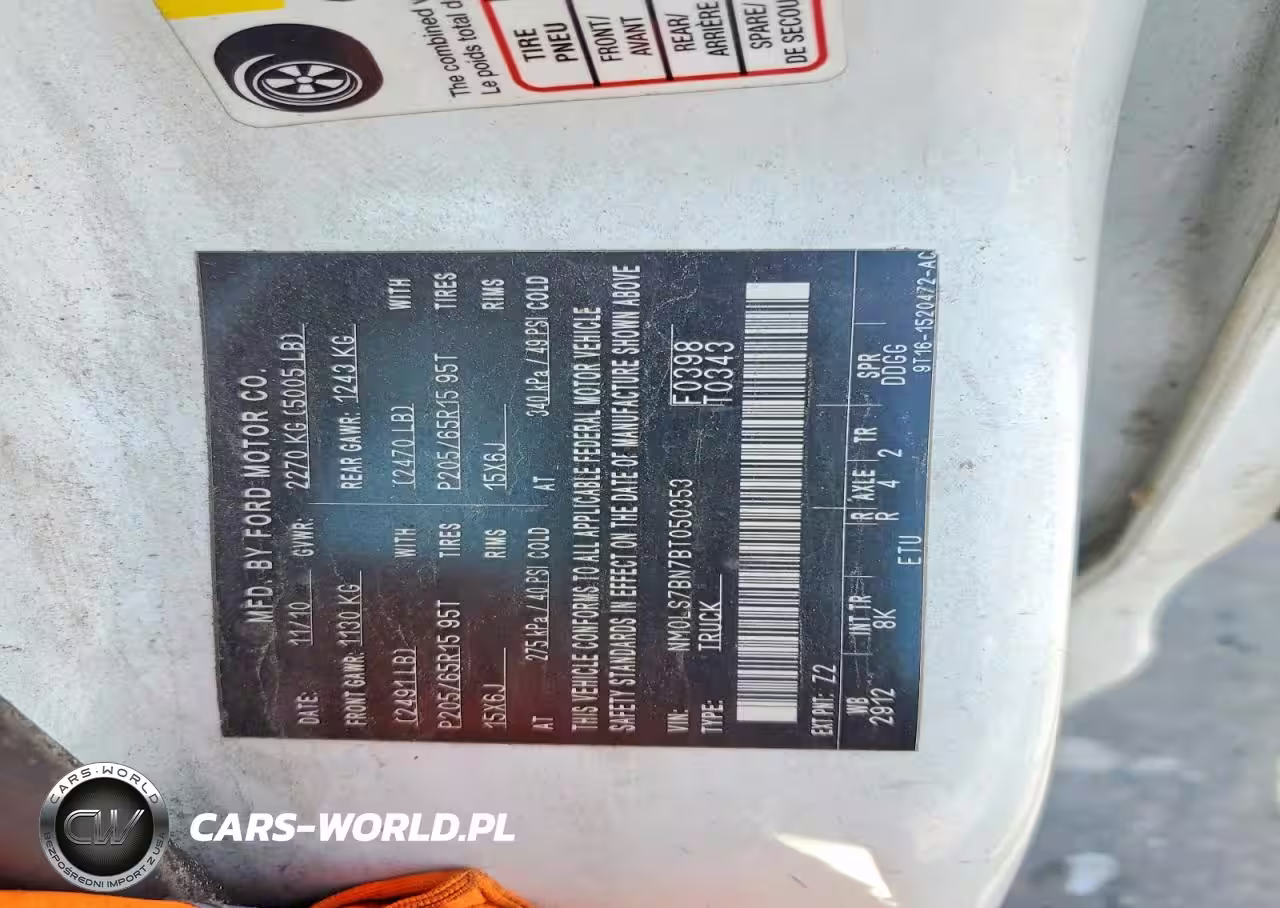 The combined
Le poids total d
TIRE
PNEU
FRONT/
AVANT
REAR/
ARRIÈRE
SPARE/
DE SECOU
MFD. BY FORD MOTOR CO.
DATE: 11/10 GVWR: 2270 KG (5005 LB)
FRONT GAWR: 1130 KG REAR GAWR: 1243 KG
(2491 LB) WITH: (2470 LB) WITH
P205/65R15 95T TIRES P205/65R15 95T TIRES
15X6J RIMS 15X6J RIMS
AT 275 kPa / 40 PSI COLD AT 340 kPa / 49 PSI COLD
THIS VEHICLE CONFORMS TO ALL APPLICABLE FEDERAL MOTOR VEHICLE
SAFETY STANDARDS IN EFFECT ON THE DATE OF MANUFACTURE SHOWN ABOVE
VIN: NM0LS7BN7BT050353 F0398
TYPE: TRUCK T0343
EXT PNT: Z2
WB INT TR R AXLE TR SPR
2912 8K R 4 2 DDGG
ETU 9T16-1520472-AC
CARS-WORLD
CW
BEZPOŚREDNI IMPORT Z USA
CARS-WORLD.PL